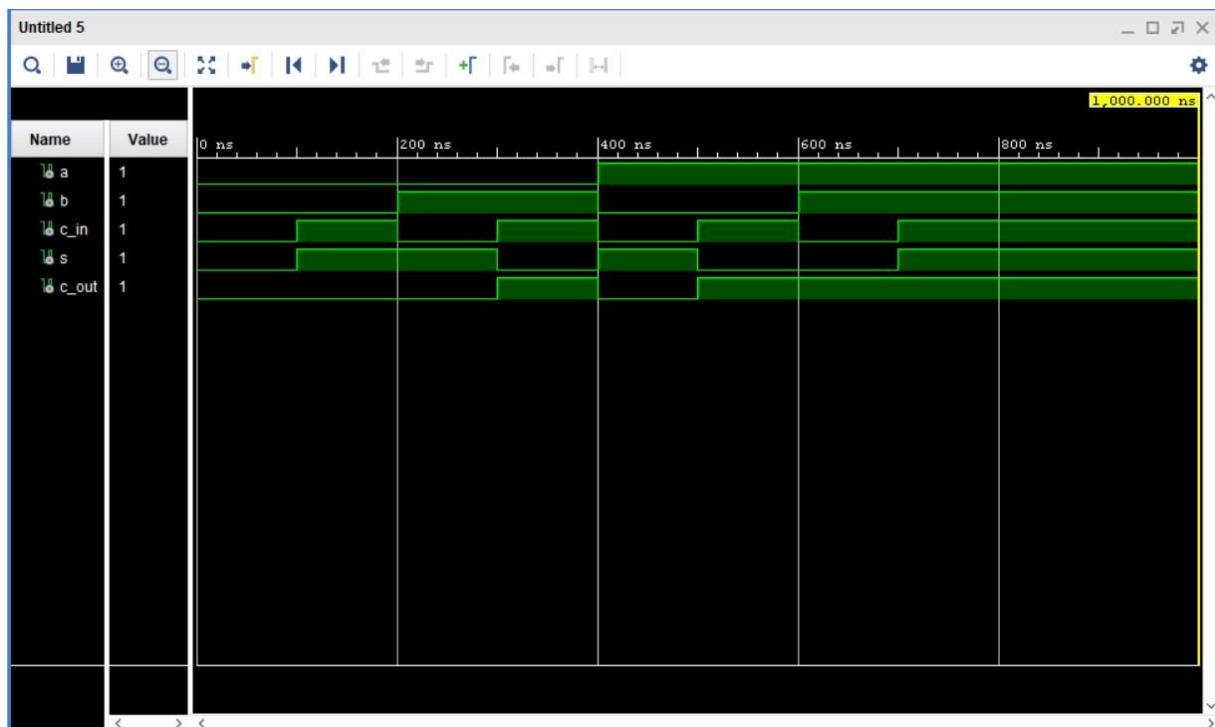 Untitled 5
1,000.000 ns
Name Value
0 ns 200 ns 400 ns 600 ns 800 ns
a 1
b 1
c_in 1
s 1
c_out 1